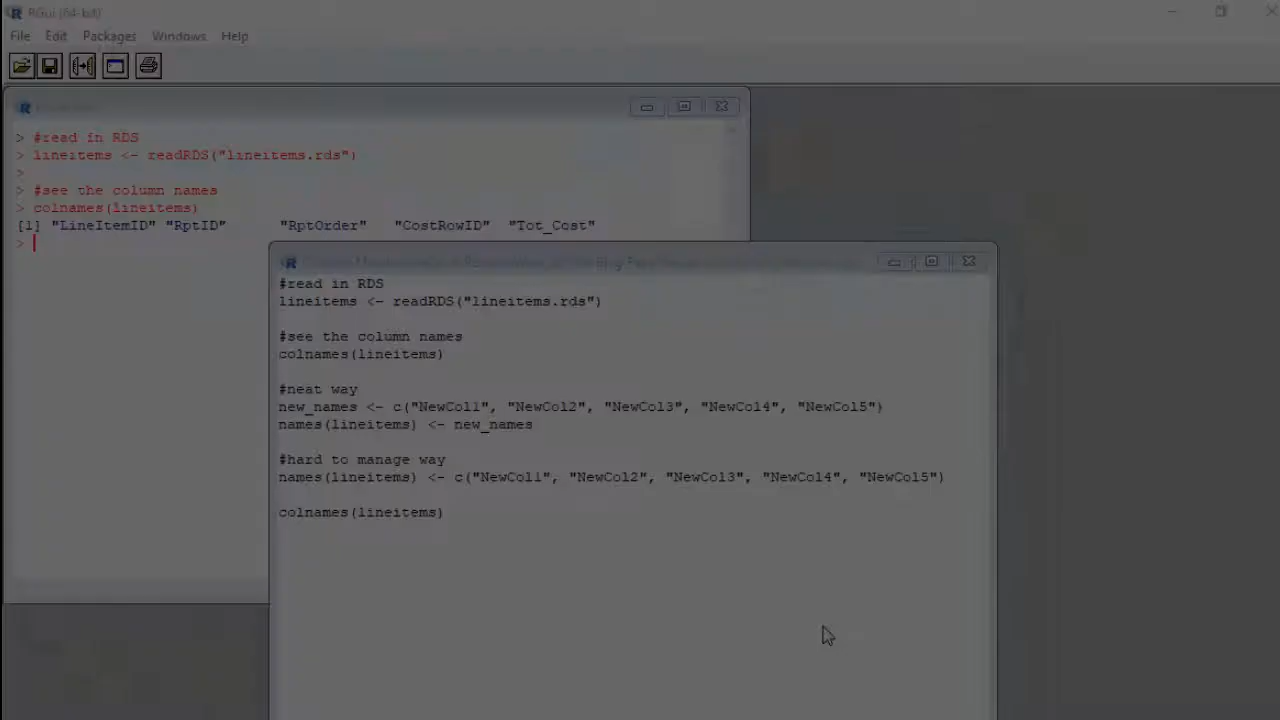 RGui (64-bit)
File Edit Packages Windows Help
> #read in RDS
> lineitems <- readRDS("lineitems.rds")
>
> #see the column names
> colnames(lineitems)
[1] "LineItemID" "RptID" "RptOrder" "CostRowID" "Tot_Cost"
>
#read in RDS
lineitems <- readRDS("lineitems.rds")
#see the column names
colnames(lineitems)
#neat way
new_names <- c("NewCol1", "NewCol2", "NewCol3", "NewCol4", "NewCol5")
names(lineitems) <- new_names
#hard to manage way
names(lineitems) <- c("NewCol1", "NewCol2", "NewCol3", "NewCol4", "NewCol5")
colnames(lineitems)